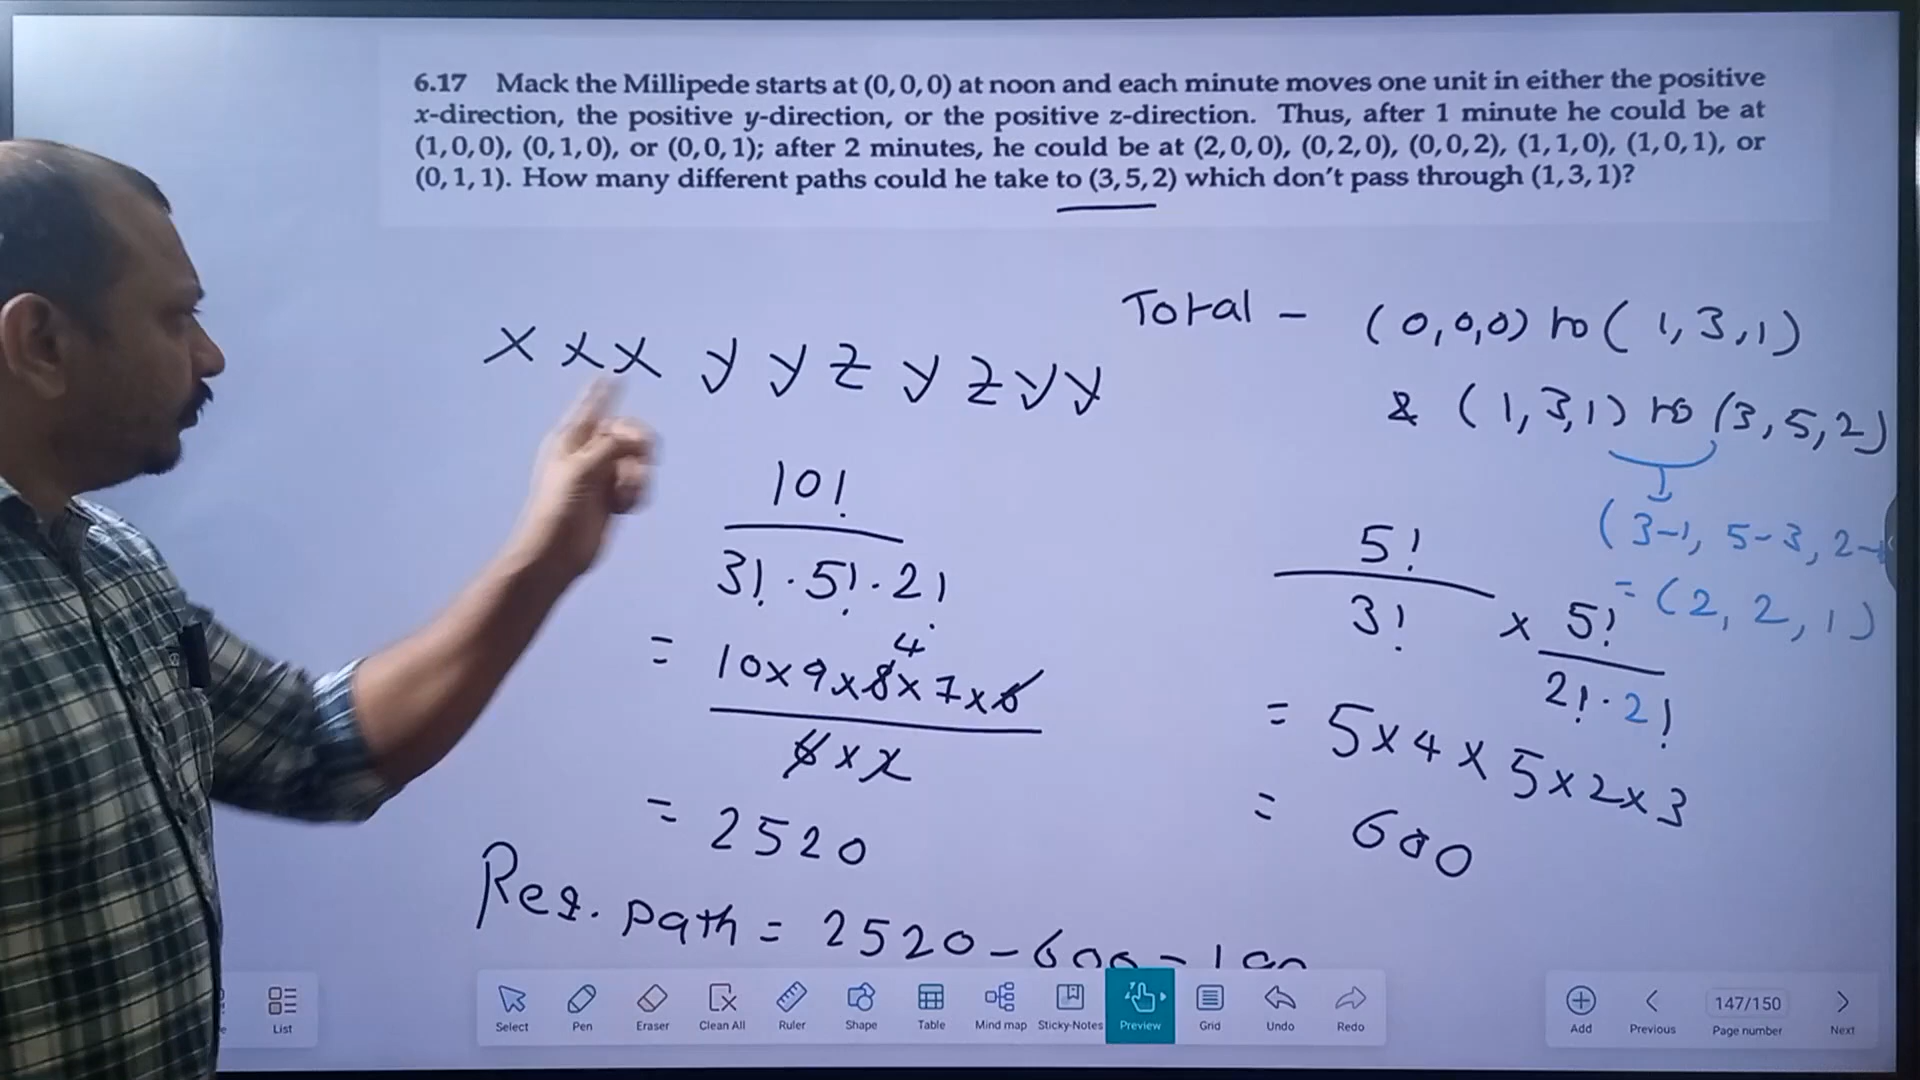 6.17 Mack the Millipede starts at (0,0,0) at noon and each minute moves one unit in either the positive
x-direction, the positive y-direction, or the positive z-direction. Thus, after 1 minute he could be at
(1,0,0), (0,1,0), or (0,0,1); after 2 minutes, he could be at (2,0,0), (0,2,0), (0,0,2), (1,1,0), (1,0,1), or
(0,1,1). How many different paths could he take to (3,5,2) which don't pass through (1,3,1)?
x x x y y z y z y y
10!
3! . 5! . 2!
= 10 x 9 x 8 x 7 x 6
4
6 x 2
= 2520
Req. path = 2520 - 600 =
Total - (0,0,0) to (1,3,1)
& (1,3,1) to (3,5,2)
(3-1, 5-3, 2-
= (2, 2, 1)
5!
3!
x 5!
2! . 2!
= 5 x 4 x 5 x 2 x 3
= 600
List
Select Pen Eraser Clean All Ruler Shape Table Mind map Sticky-Notes Preview Grid Undo Redo
147/150
Add Previous Page number Next